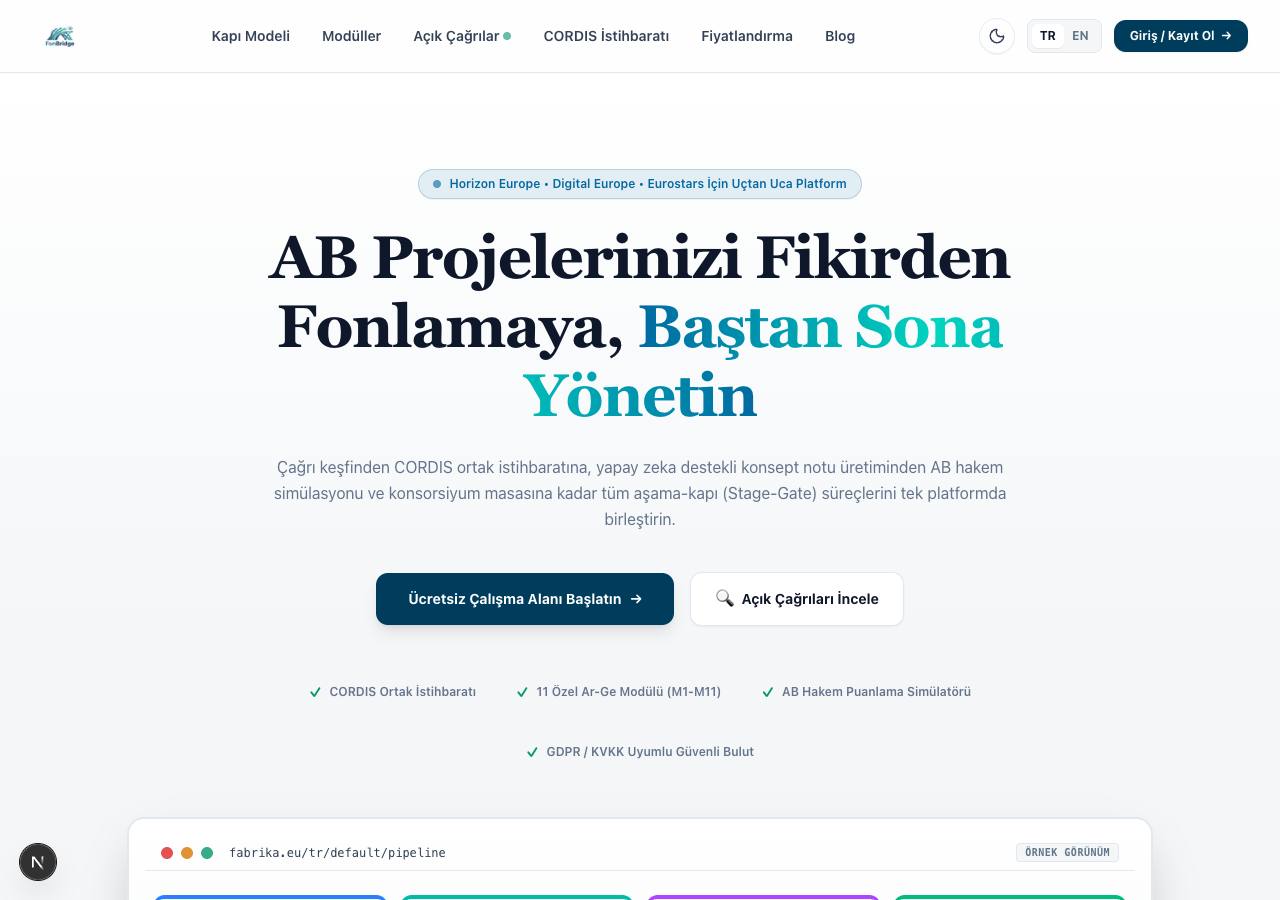 FonBridge
Kapı Modeli
Modüller
Açık Çağrılar
CORDIS İstihbaratı
Fiyatlandırma
Blog
TR
EN
Giriş / Kayıt Ol →
Horizon Europe • Digital Europe • Eurostars İçin Uçtan Uca Platform
AB Projelerinizi Fikirden
Fonlamaya, Baştan Sona
Yönetin
Çağrı keşfinden CORDIS ortak istihbaratına, yapay zeka destekli konsept notu üretiminden AB hakem
simülasyonu ve konsorsiyum masasına kadar tüm aşama-kapı (Stage-Gate) süreçlerini tek platformda
birleştirin.
Ücretsiz Çalışma Alanı Başlatın →
Açık Çağrıları İncele
CORDIS Ortak İstihbaratı
11 Özel Ar-Ge Modülü (M1-M11)
AB Hakem Puanlama Simülatörü
GDPR / KVKK Uyumlu Güvenli Bulut
fabrika.eu/tr/default/pipeline
ÖRNEK GÖRÜNÜM
N